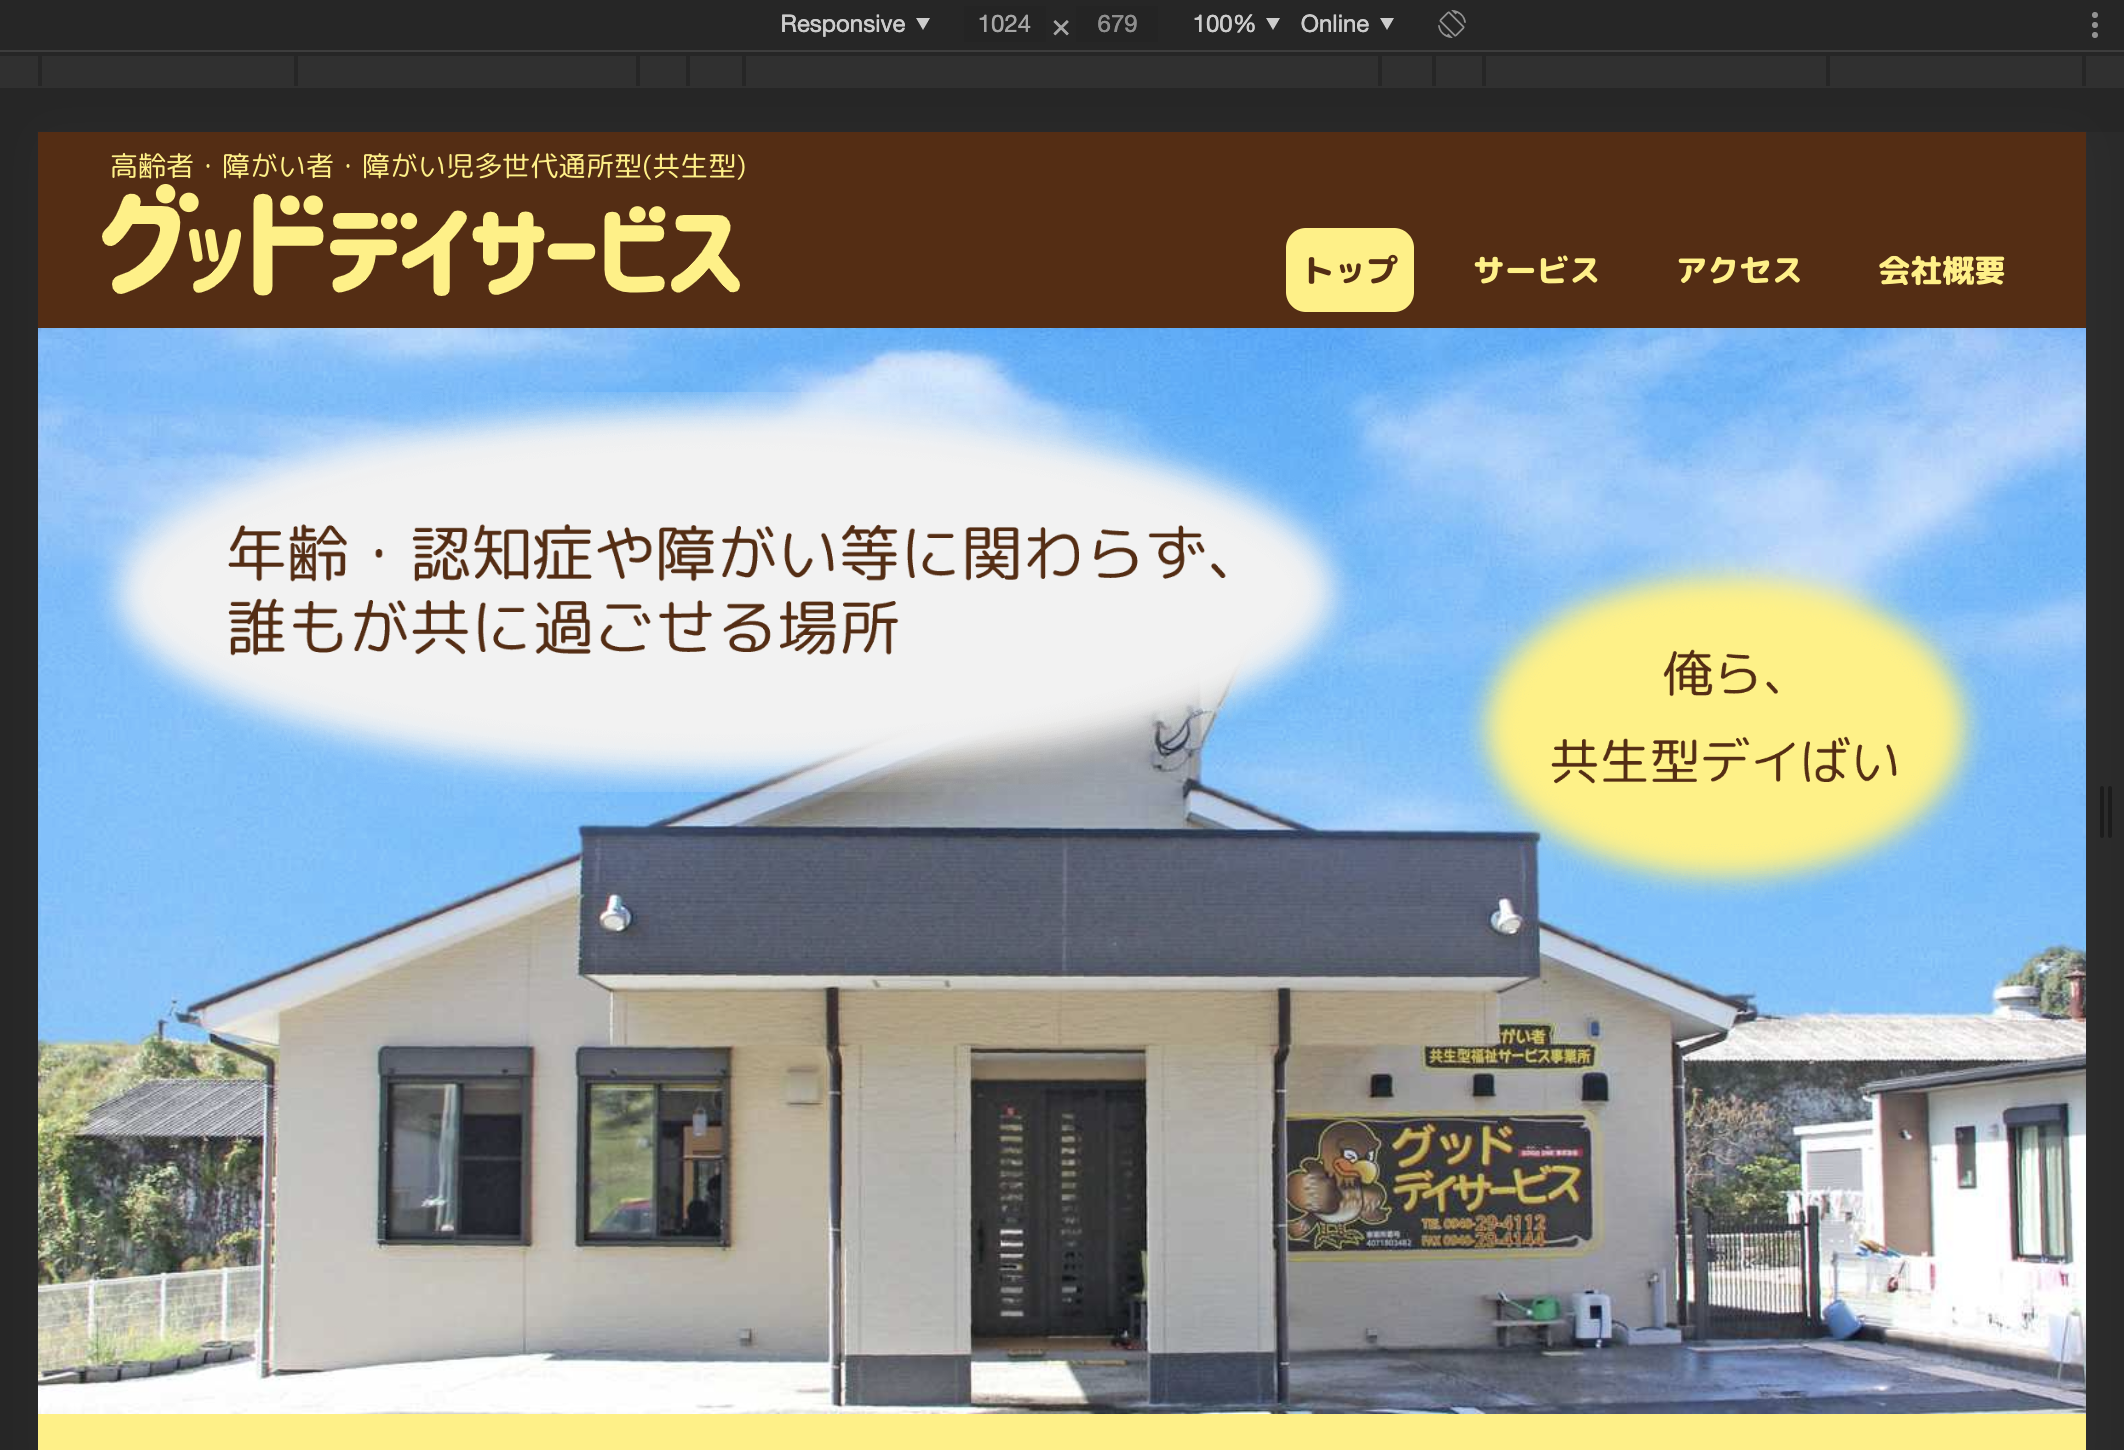 Responsive ▼ 1024 × 679 100% ▼ Online ▼
高齢者・障がい者・障がい児多世代通所型(共生型)
グッドデイサービス
トップ サービス アクセス 会社概要
年齢・認知症や障がい等に関わらず、
誰もが共に過ごせる場所
俺ら、
共生型デイばい
がい者
共生型福祉サービス事業所
グッド
デイサービス
TEL 0948-29-4112
FAX 0948-29-4144
4071803482